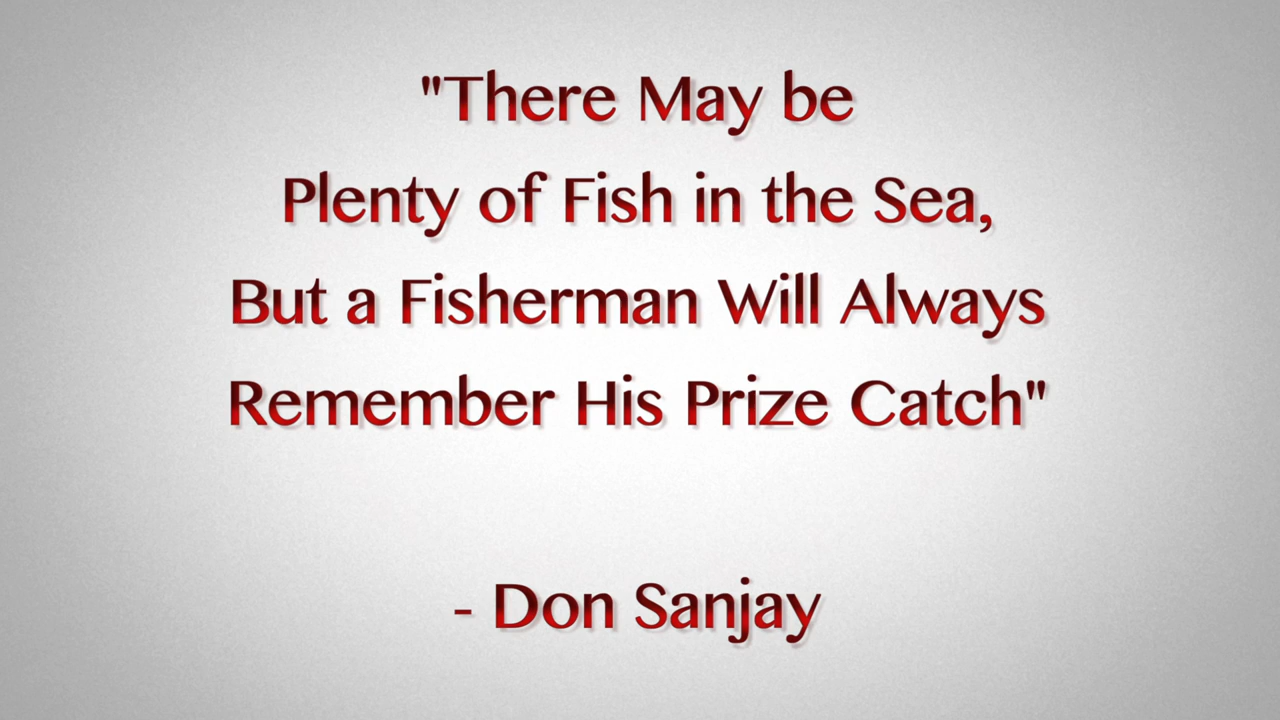 "There May be
Plenty of Fish in the Sea,
But a Fisherman Will Always
Remember His Prize Catch"
- Don Sanjay